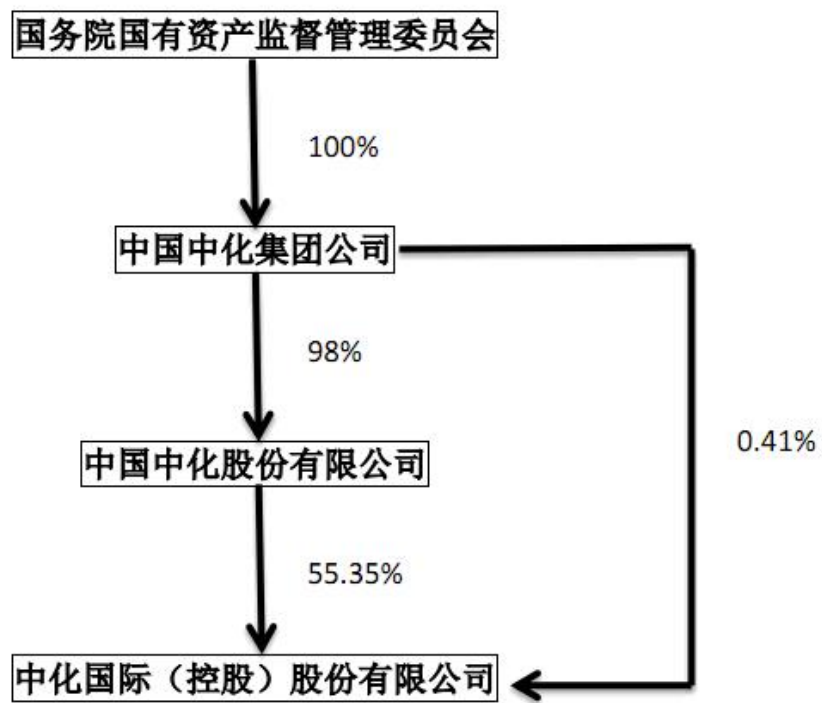 国务院国有资产监督管理委员会
100%
中国中化集团公司
98%
0.41%
中国中化股份有限公司
55.35%
中化国际（控股）股份有限公司